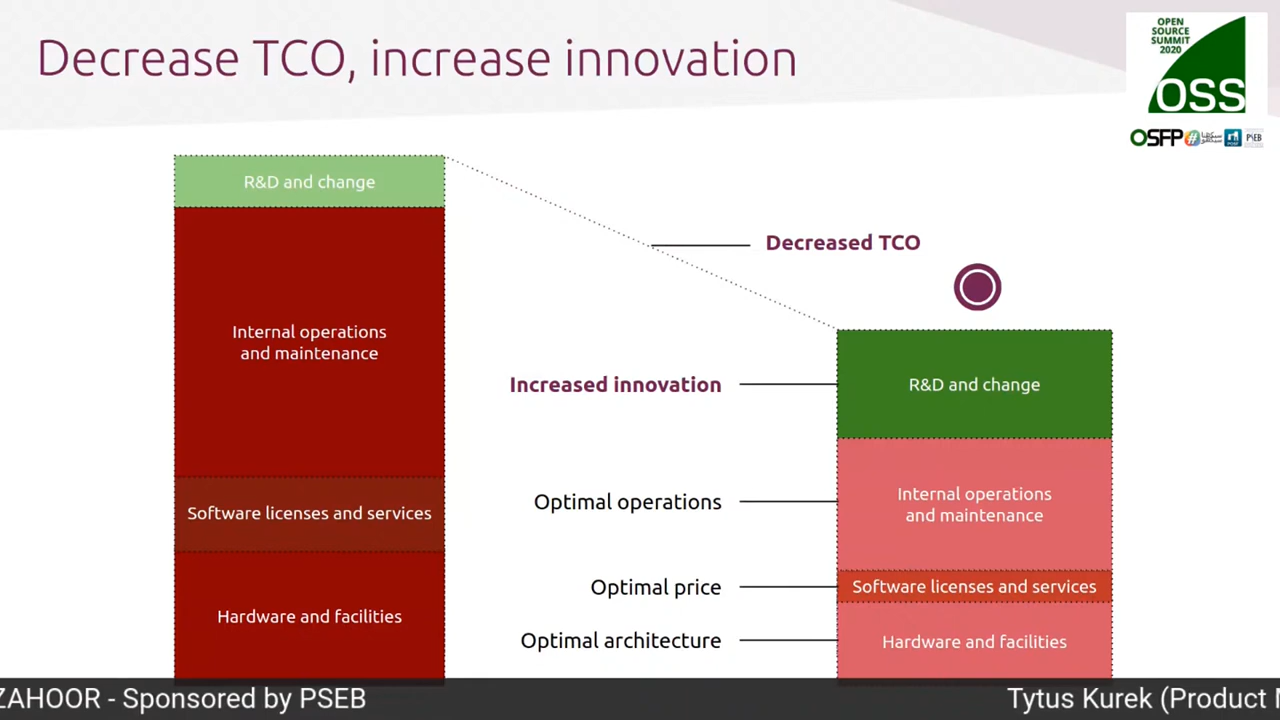 Decrease TCO, increase innovation
OPEN
SOURCE
SUMMIT
2020
OSS
OSFP
PSEB
R&D and change
Decreased TCO
Internal operations
and maintenance
Increased innovation
R&D and change
Optimal operations
Internal operations
and maintenance
Software licenses and services
Optimal price
Software licenses and services
Hardware and facilities
Optimal architecture
Hardware and facilities
ZAHOOR - Sponsored by PSEB
Tytus Kurek (Product